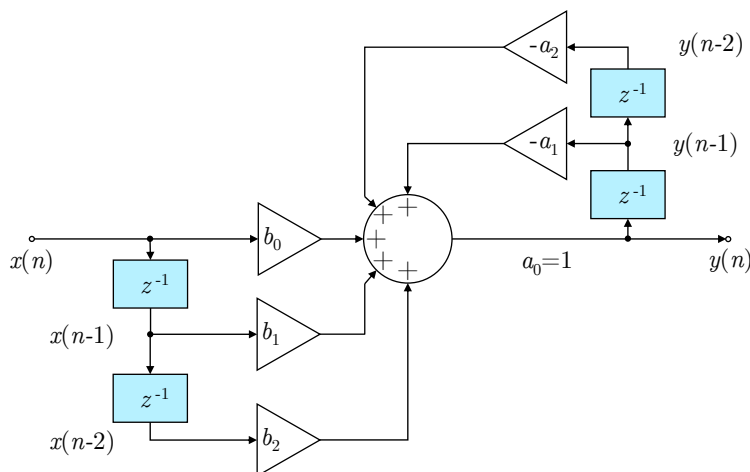 -a₂
y(n-2)
z⁻¹
-a₁
y(n-1)
z⁻¹
b₀
+
+
+
+
+
x(n)
a₀=1
y(n)
z⁻¹
x(n-1)
b₁
z⁻¹
x(n-2)
b₂